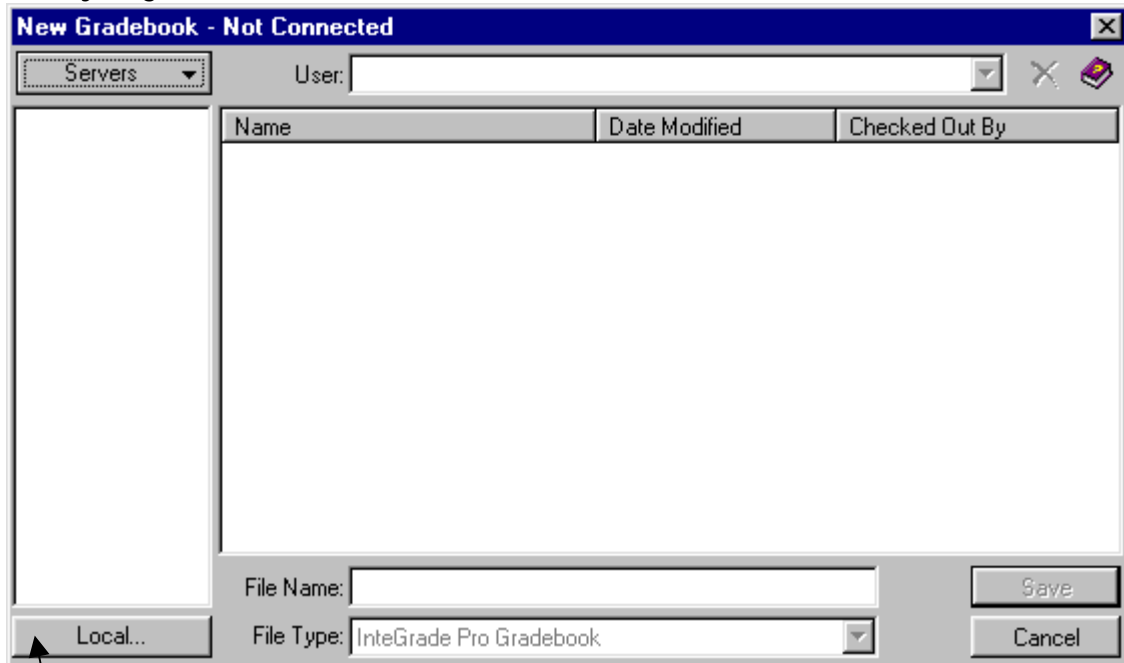 New Gradebook - Not Connected
Servers User:
Name Date Modified Checked Out By
File Name: Save
Local... File Type: InteGrade Pro Gradebook Cancel